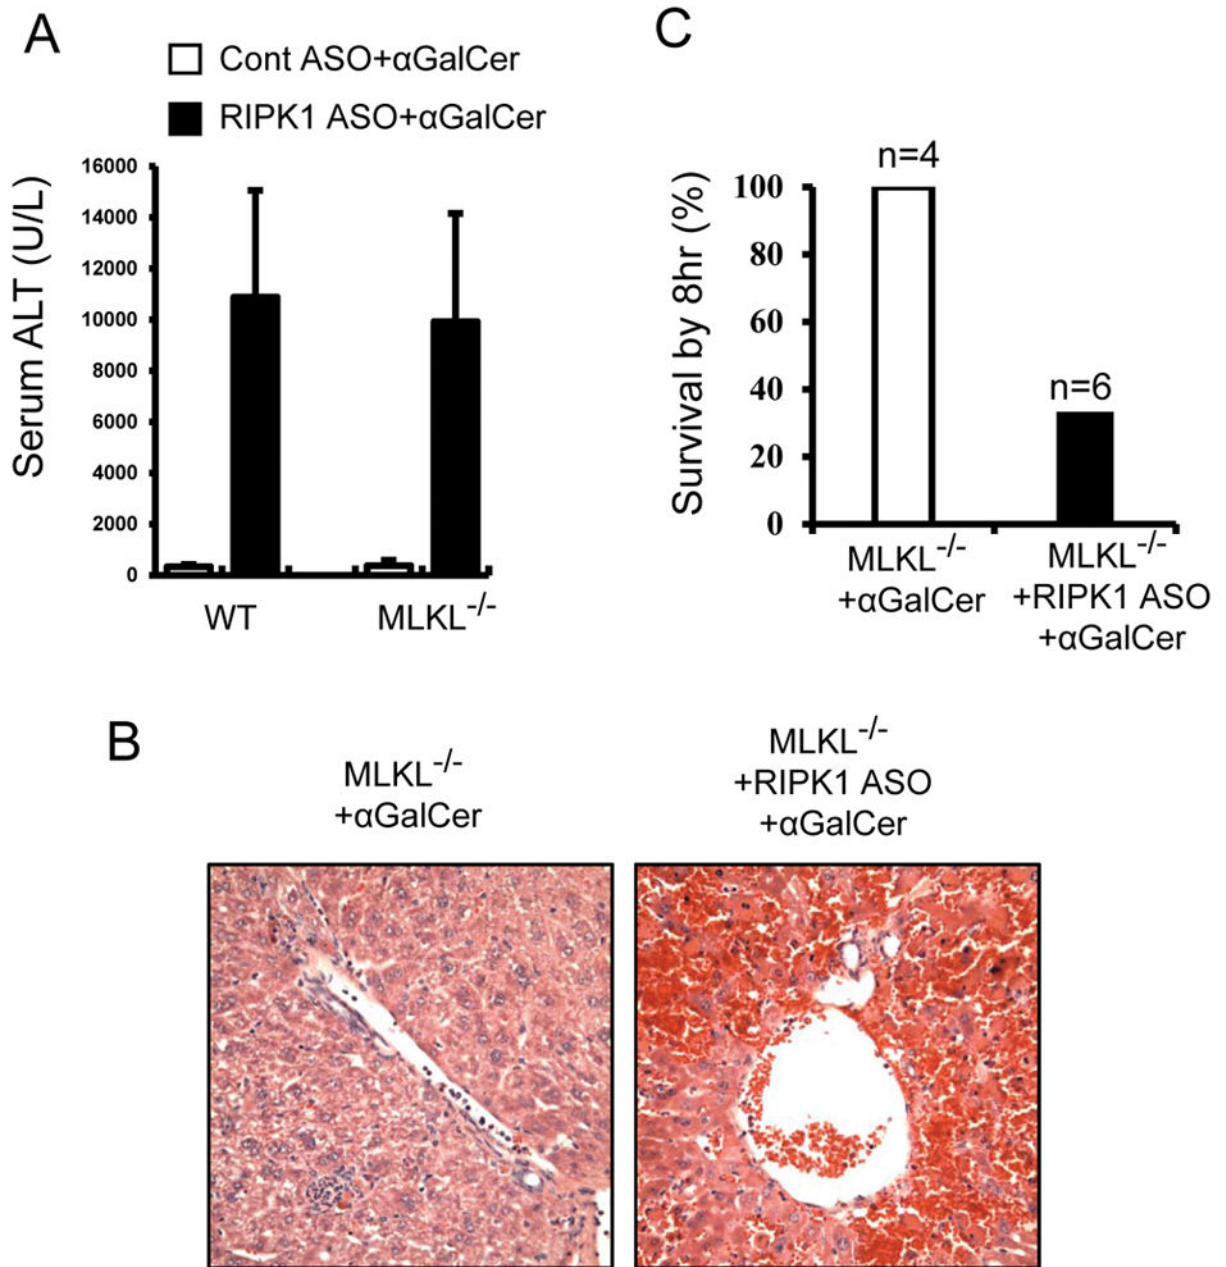 A
Cont ASO+αGalCer
RIPK1 ASO+αGalCer
Serum ALT (U/L)
16000
14000
12000
10000
8000
6000
4000
2000
0
WT
MLKL-/-
C
Survival by 8hr (%)
100
80
60
40
20
0
n=4
n=6
MLKL-/-
+αGalCer
MLKL-/-
+RIPK1 ASO
+αGalCer
B
MLKL-/-
+αGalCer
MLKL-/-
+RIPK1 ASO
+αGalCer